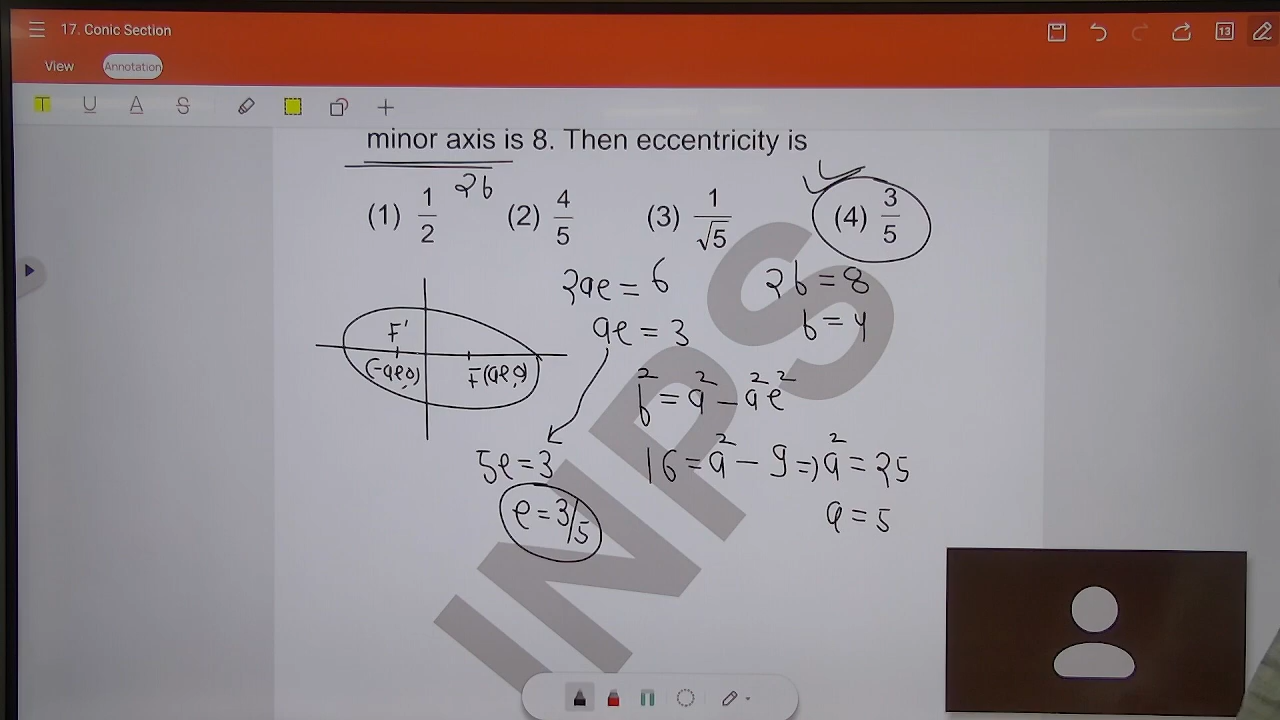 17. Conic Section
13
View
Annotation
T U A S
minor axis is 8. Then eccentricity is
2b
(1) 1/2 (2) 4/5 (3) 1/√5 (4) 3/5
2ae = 6 2b = 8
F' ae = 3 b = 4
(-ae,0) F(ae,0)
b² = a² - a²e²
5e = 3 16 = a² - 9 => a² = 25
e = 3/5 a = 5
INPS